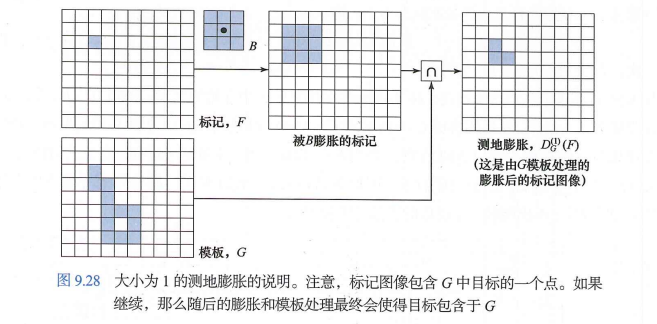 B
标记，F
被B膨胀的标记
∩
测地膨胀，D_G^{(1)}(F)
(这是由G模板处理的
膨胀后的标记图像)
模板，G
图 9.28 大小为 1 的测地膨胀的说明。注意，标记图像包含 G 中目标的一个点。如果
继续，那么随后的膨胀和模板处理最终会使得目标包含于 G